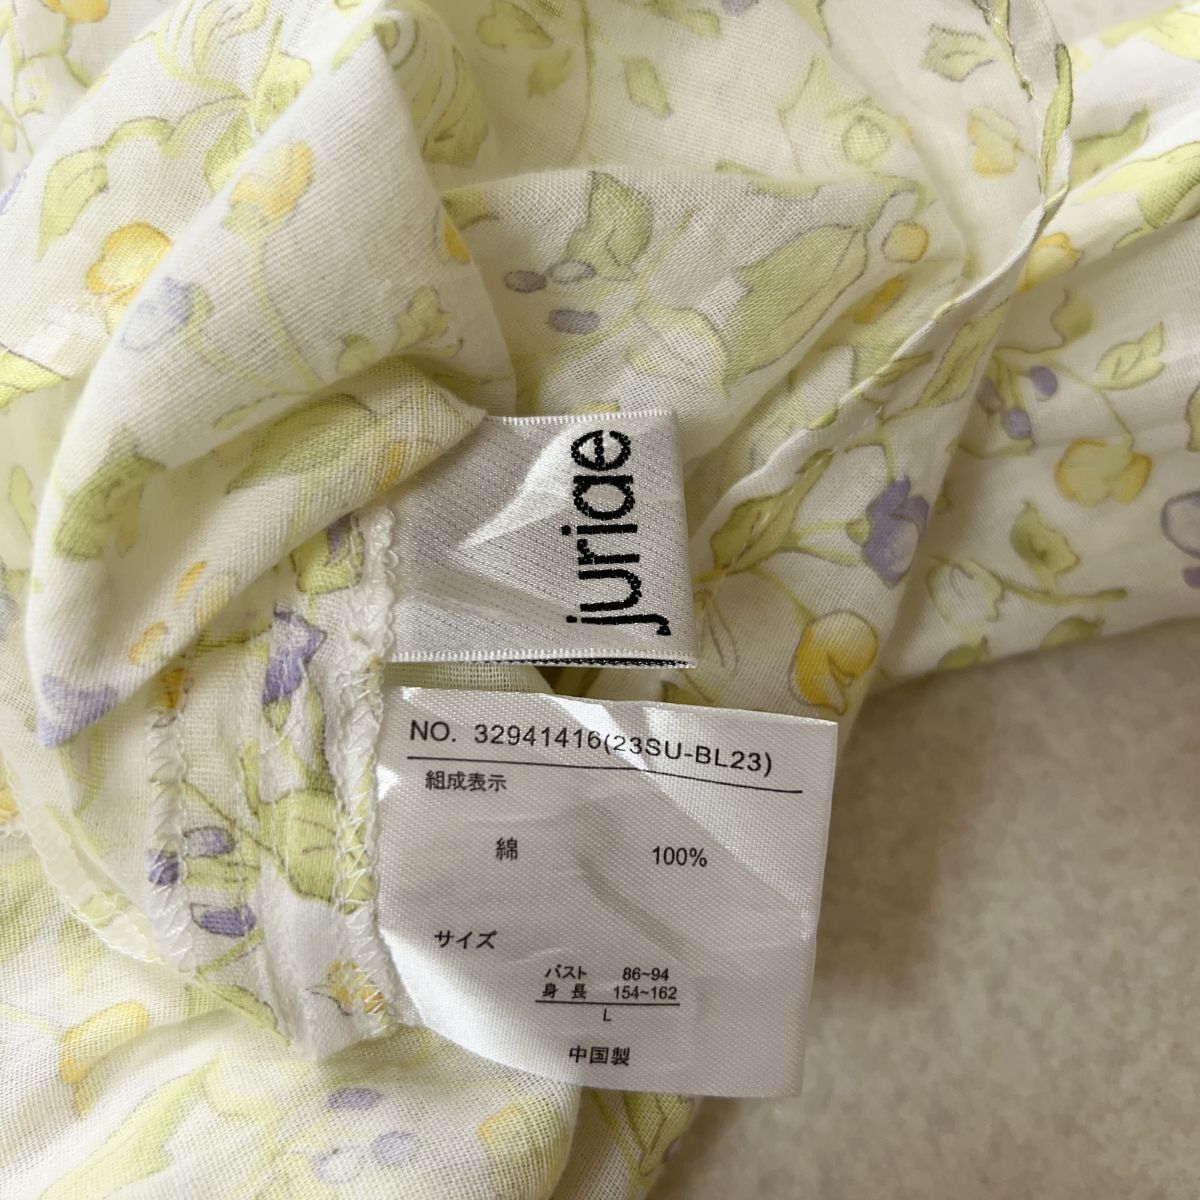 juriae
NO. 32941416(23SU-BL23)
組成表示
綿 100%
サイズ
バスト 86~94
身長 154~162
L
中国製